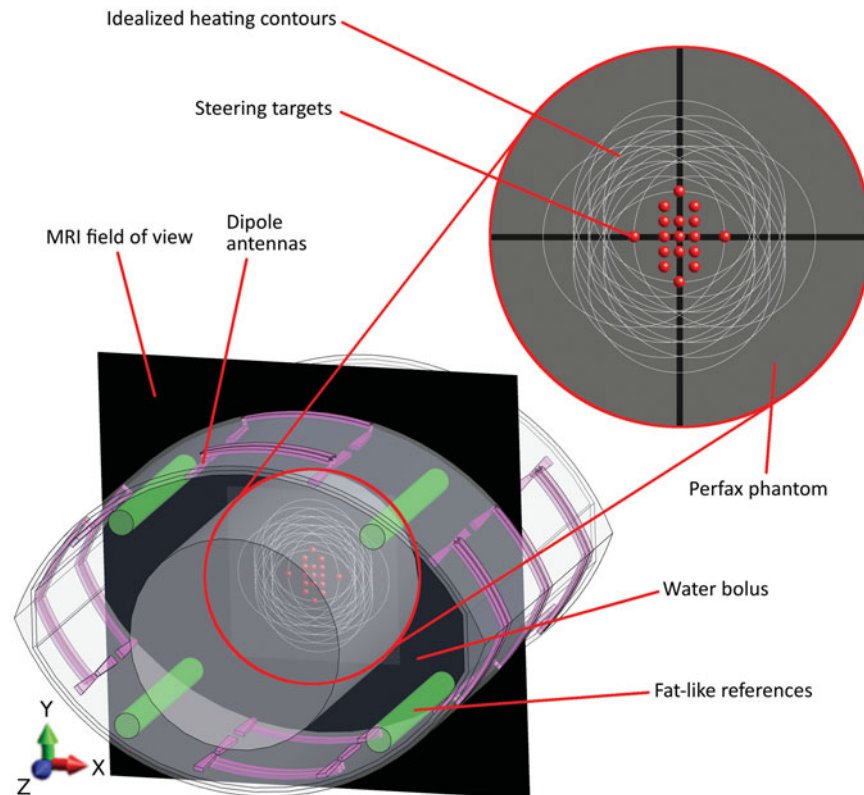 Idealized heating contours
Steering targets
Dipole
antennas
MRI field of view
Perfax phantom
Water bolus
Fat-like references
Y
X
Z